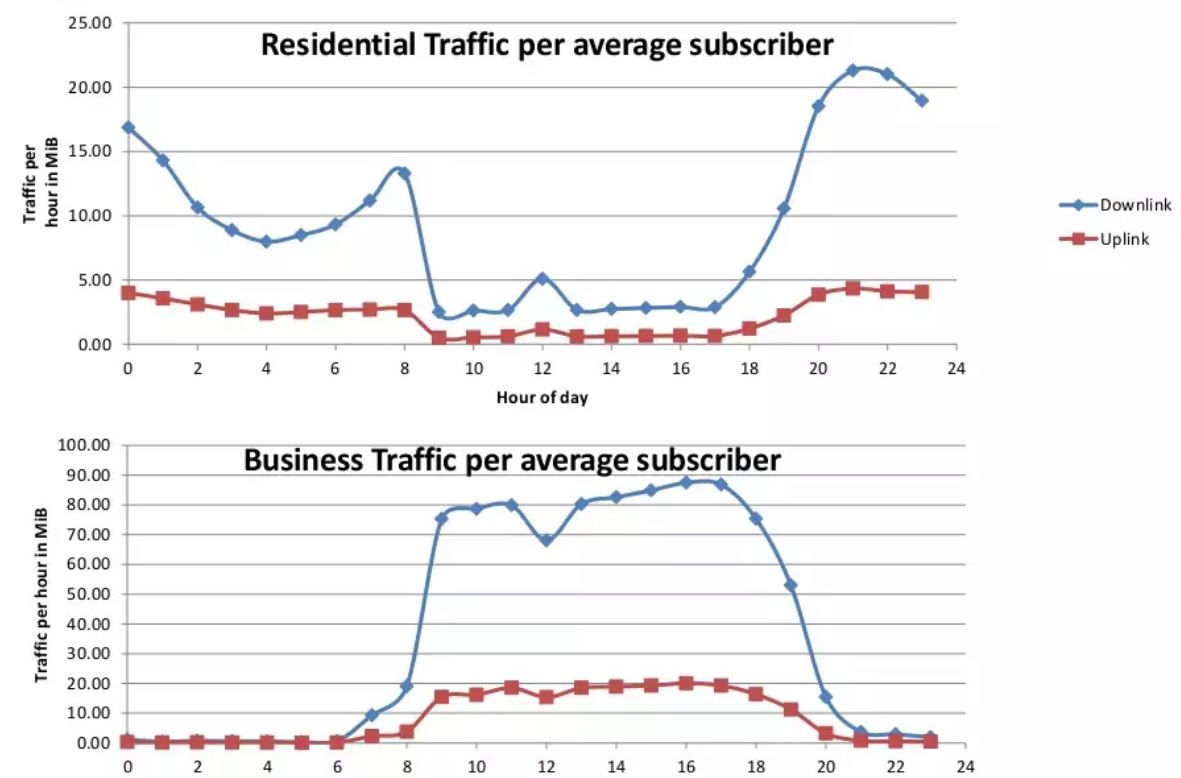 Residential Traffic per average subscriber
25.00
20.00
15.00
10.00
5.00
0.00
Traffic per
hour in MiB
0 2 4 6 8 10 12 14 16 18 20 22 24
Hour of day
Downlink
Uplink
Business Traffic per average subscriber
100.00
90.00
80.00
70.00
60.00
50.00
40.00
30.00
20.00
10.00
0.00
Traffic per hour in MiB
0 2 4 6 8 10 12 14 16 18 20 22 24